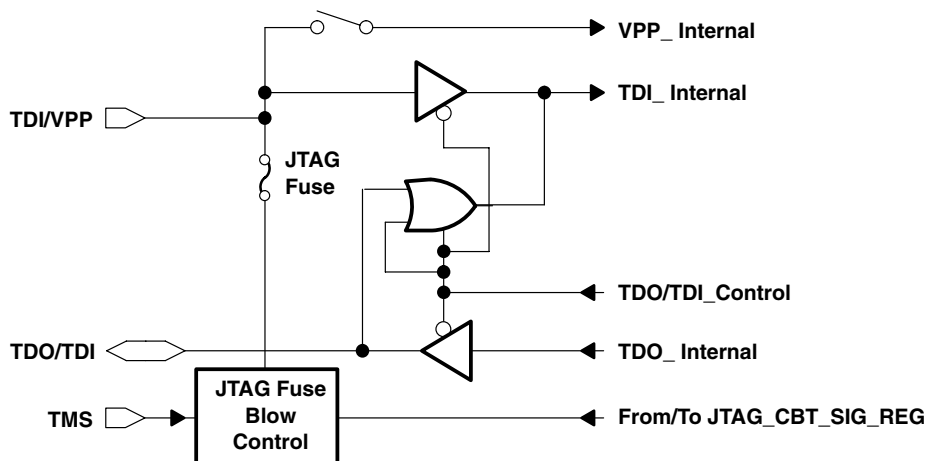 VPP_ Internal
TDI_ Internal
TDI/VPP
JTAG
Fuse
TDO/TDI_Control
TDO/TDI
TDO_ Internal
JTAG Fuse
Blow
Control
TMS
From/To JTAG_CBT_SIG_REG